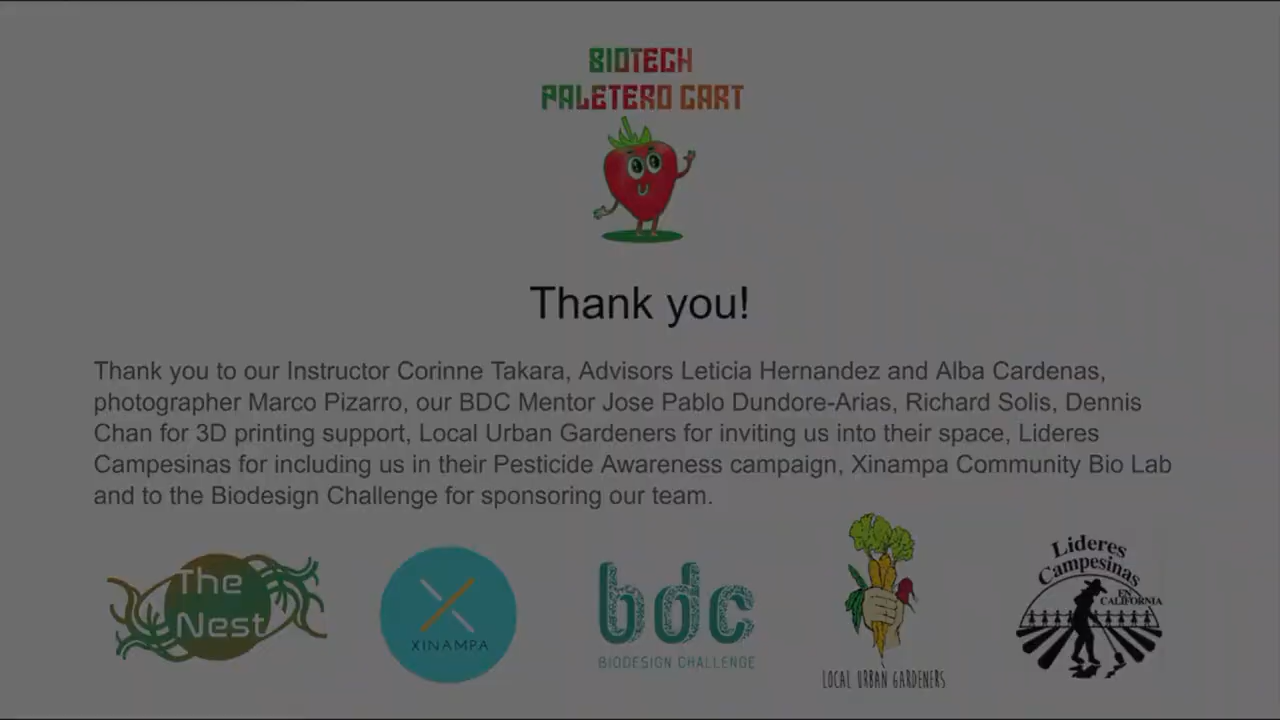 BIOTECH
PALETERO CART
Thank you!
Thank you to our Instructor Corinne Takara, Advisors Leticia Hernandez and Alba Cardenas,
photographer Marco Pizarro, our BDC Mentor Jose Pablo Dundore-Arias, Richard Solis, Dennis
Chan for 3D printing support, Local Urban Gardeners for inviting us into their space, Lideres
Campesinas for including us in their Pesticide Awareness campaign, Xinampa Community Bio Lab
and to the Biodesign Challenge for sponsoring our team.
The
Nest
XINAMPA
bdc
BIODESIGN CHALLENGE
LOCAL URBAN GARDENERS
Lideres
Campesinas
EN
CALIFORNIA